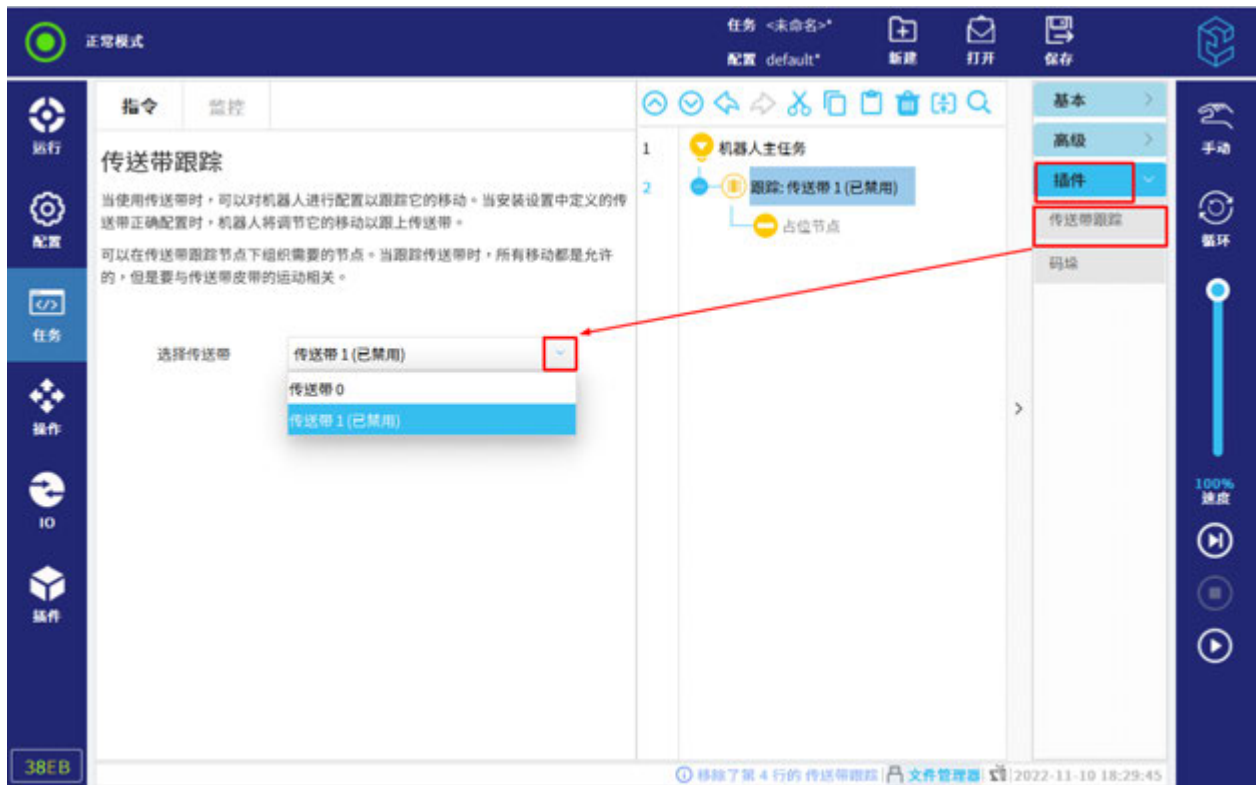 正常模式
任务 <未命名>*
配置 default*
新建
打开
保存
运行
配置
任务
操作
IO
插件
38EB
指令
监控
传送带跟踪
当使用传送带时，可以对机器人进行配置以跟踪它的移动。当安装设置中定义的传
送带正确配置时，机器人将调节它的移动以跟上传送带。
可以在传送带跟踪节点下组织需要的节点。当跟踪传送带时，所有移动都是允许
的，但是要与传送带皮带的运动相关。
选择传送带
传送带 1 (已禁用)
传送带 0
传送带 1 (已禁用)
1
机器人主任务
2
跟踪: 传送带 1 (已禁用)
占位节点
基本
高级
插件
传送带跟踪
码垛
手动
循环
100%
速度
移除了第 4 行的 传送带跟踪
文件管理器
2022-11-10 18:29:45